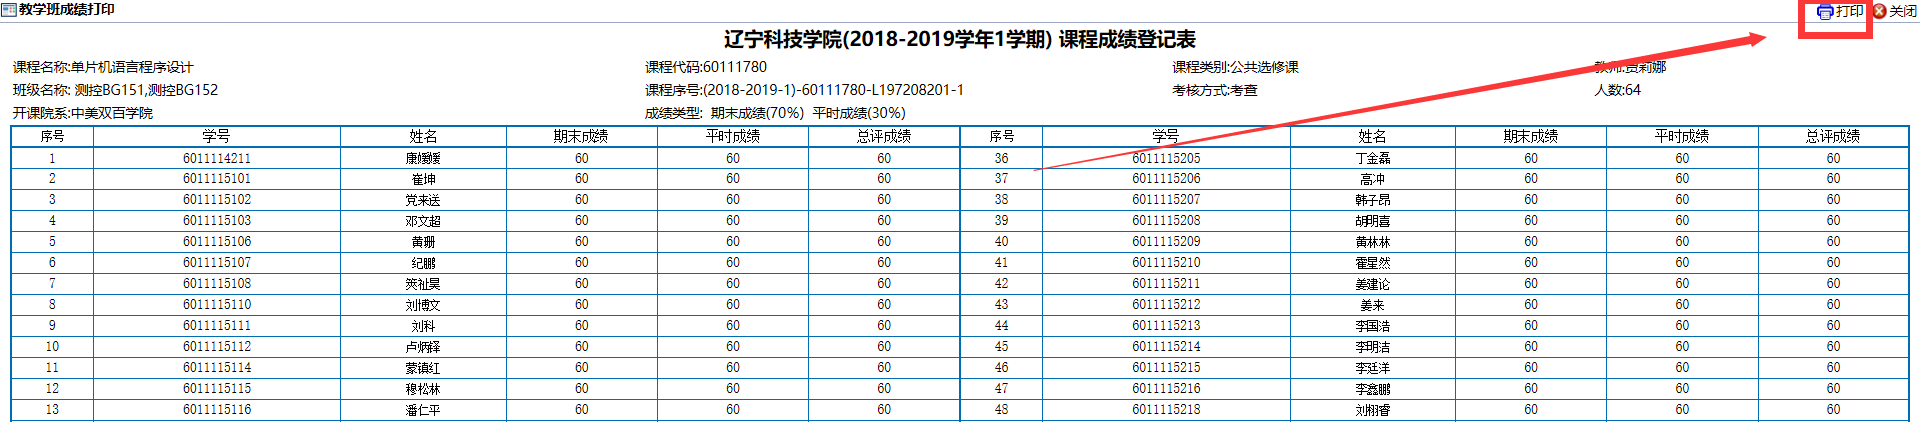 教学班成绩打印 打印 关闭
辽宁科技学院(2018-2019学年1学期) 课程成绩登记表
课程名称:单片机语言程序设计 课程代码:60111780 课程类别:公共选修课 教师:贾莉娜
班级名称: 测控BG151,测控BG152 课程序号:(2018-2019-1)-60111780-L197208201-1 考核方式:考查 人数:64
开课院系:中美双百学院 成绩类型: 期末成绩(70%) 平时成绩(30%)
序号 学号 姓名 期末成绩 平时成绩 总评成绩 序号 学号 姓名 期末成绩 平时成绩 总评成绩
1 6011114211 康嫒嫒 60 60 60 36 6011115205 丁金磊 60 60 60
2 6011115101 崔坤 60 60 60 37 6011115206 高冲 60 60 60
3 6011115102 党来送 60 60 60 38 6011115207 韩子昂 60 60 60
4 6011115103 邓文超 60 60 60 39 6011115208 胡明喜 60 60 60
5 6011115106 黄珊 60 60 60 40 6011115209 黄林林 60 60 60
6 6011115107 纪鹏 60 60 60 41 6011115210 霍星然 60 60 60
7 6011115108 60 60 60 42 6011115211 姜建论 60 60 60
8 6011115110 刘博文 60 60 60 43 6011115212 姜来 60 60 60
9 6011115111 刘科 60 60 60 44 6011115213 李国浩 60 60 60
10 6011115112 卢炳铎 60 60 60 45 6011115214 李明洁 60 60 60
11 6011115114 蒙镇红 60 60 60 46 6011115215 李廷洋 60 60 60
12 6011115115 穆松林 60 60 60 47 6011115216 李鑫鹏 60 60 60
13 6011115116 潘仁平 60 60 60 48 6011115218 刘栩睿 60 60 60